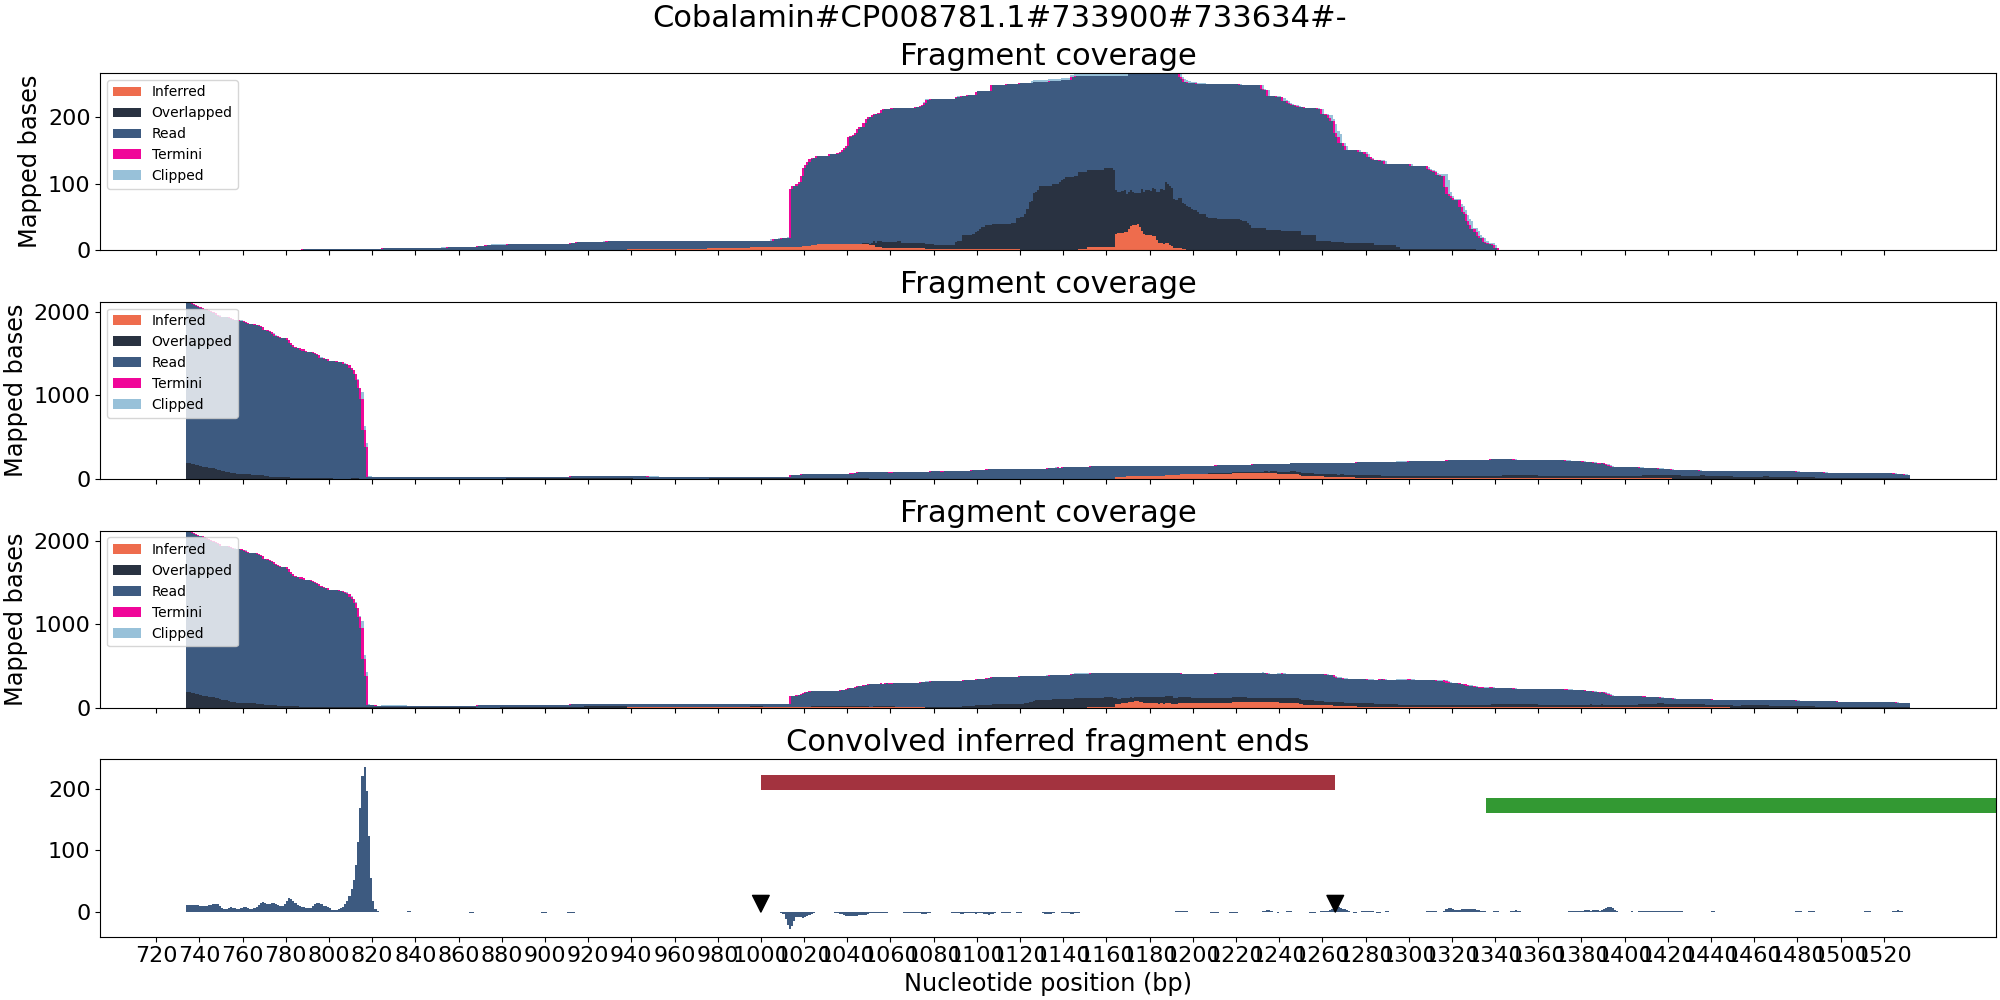 Cobalamin#CP008781.1#733900#733634#-
Fragment coverage
Mapped bases
200
100
0
Inferred
Overlapped
Read
Termini
Clipped
Fragment coverage
Mapped bases
2000
1000
0
Inferred
Overlapped
Read
Termini
Clipped
Fragment coverage
Mapped bases
2000
1000
0
Inferred
Overlapped
Read
Termini
Clipped
Convolved inferred fragment ends
200
100
0
720 740 760 780 800 820 840 860 880 900 920 940 960 980 1000 1020 1040 1060 1080 1100 1120 1140 1160 1180 1200 1220 1240 1260 1280 1300 1320 1340 1360 1380 1400 1420 1440 1460 1480 1500 1520
Nucleotide position (bp)